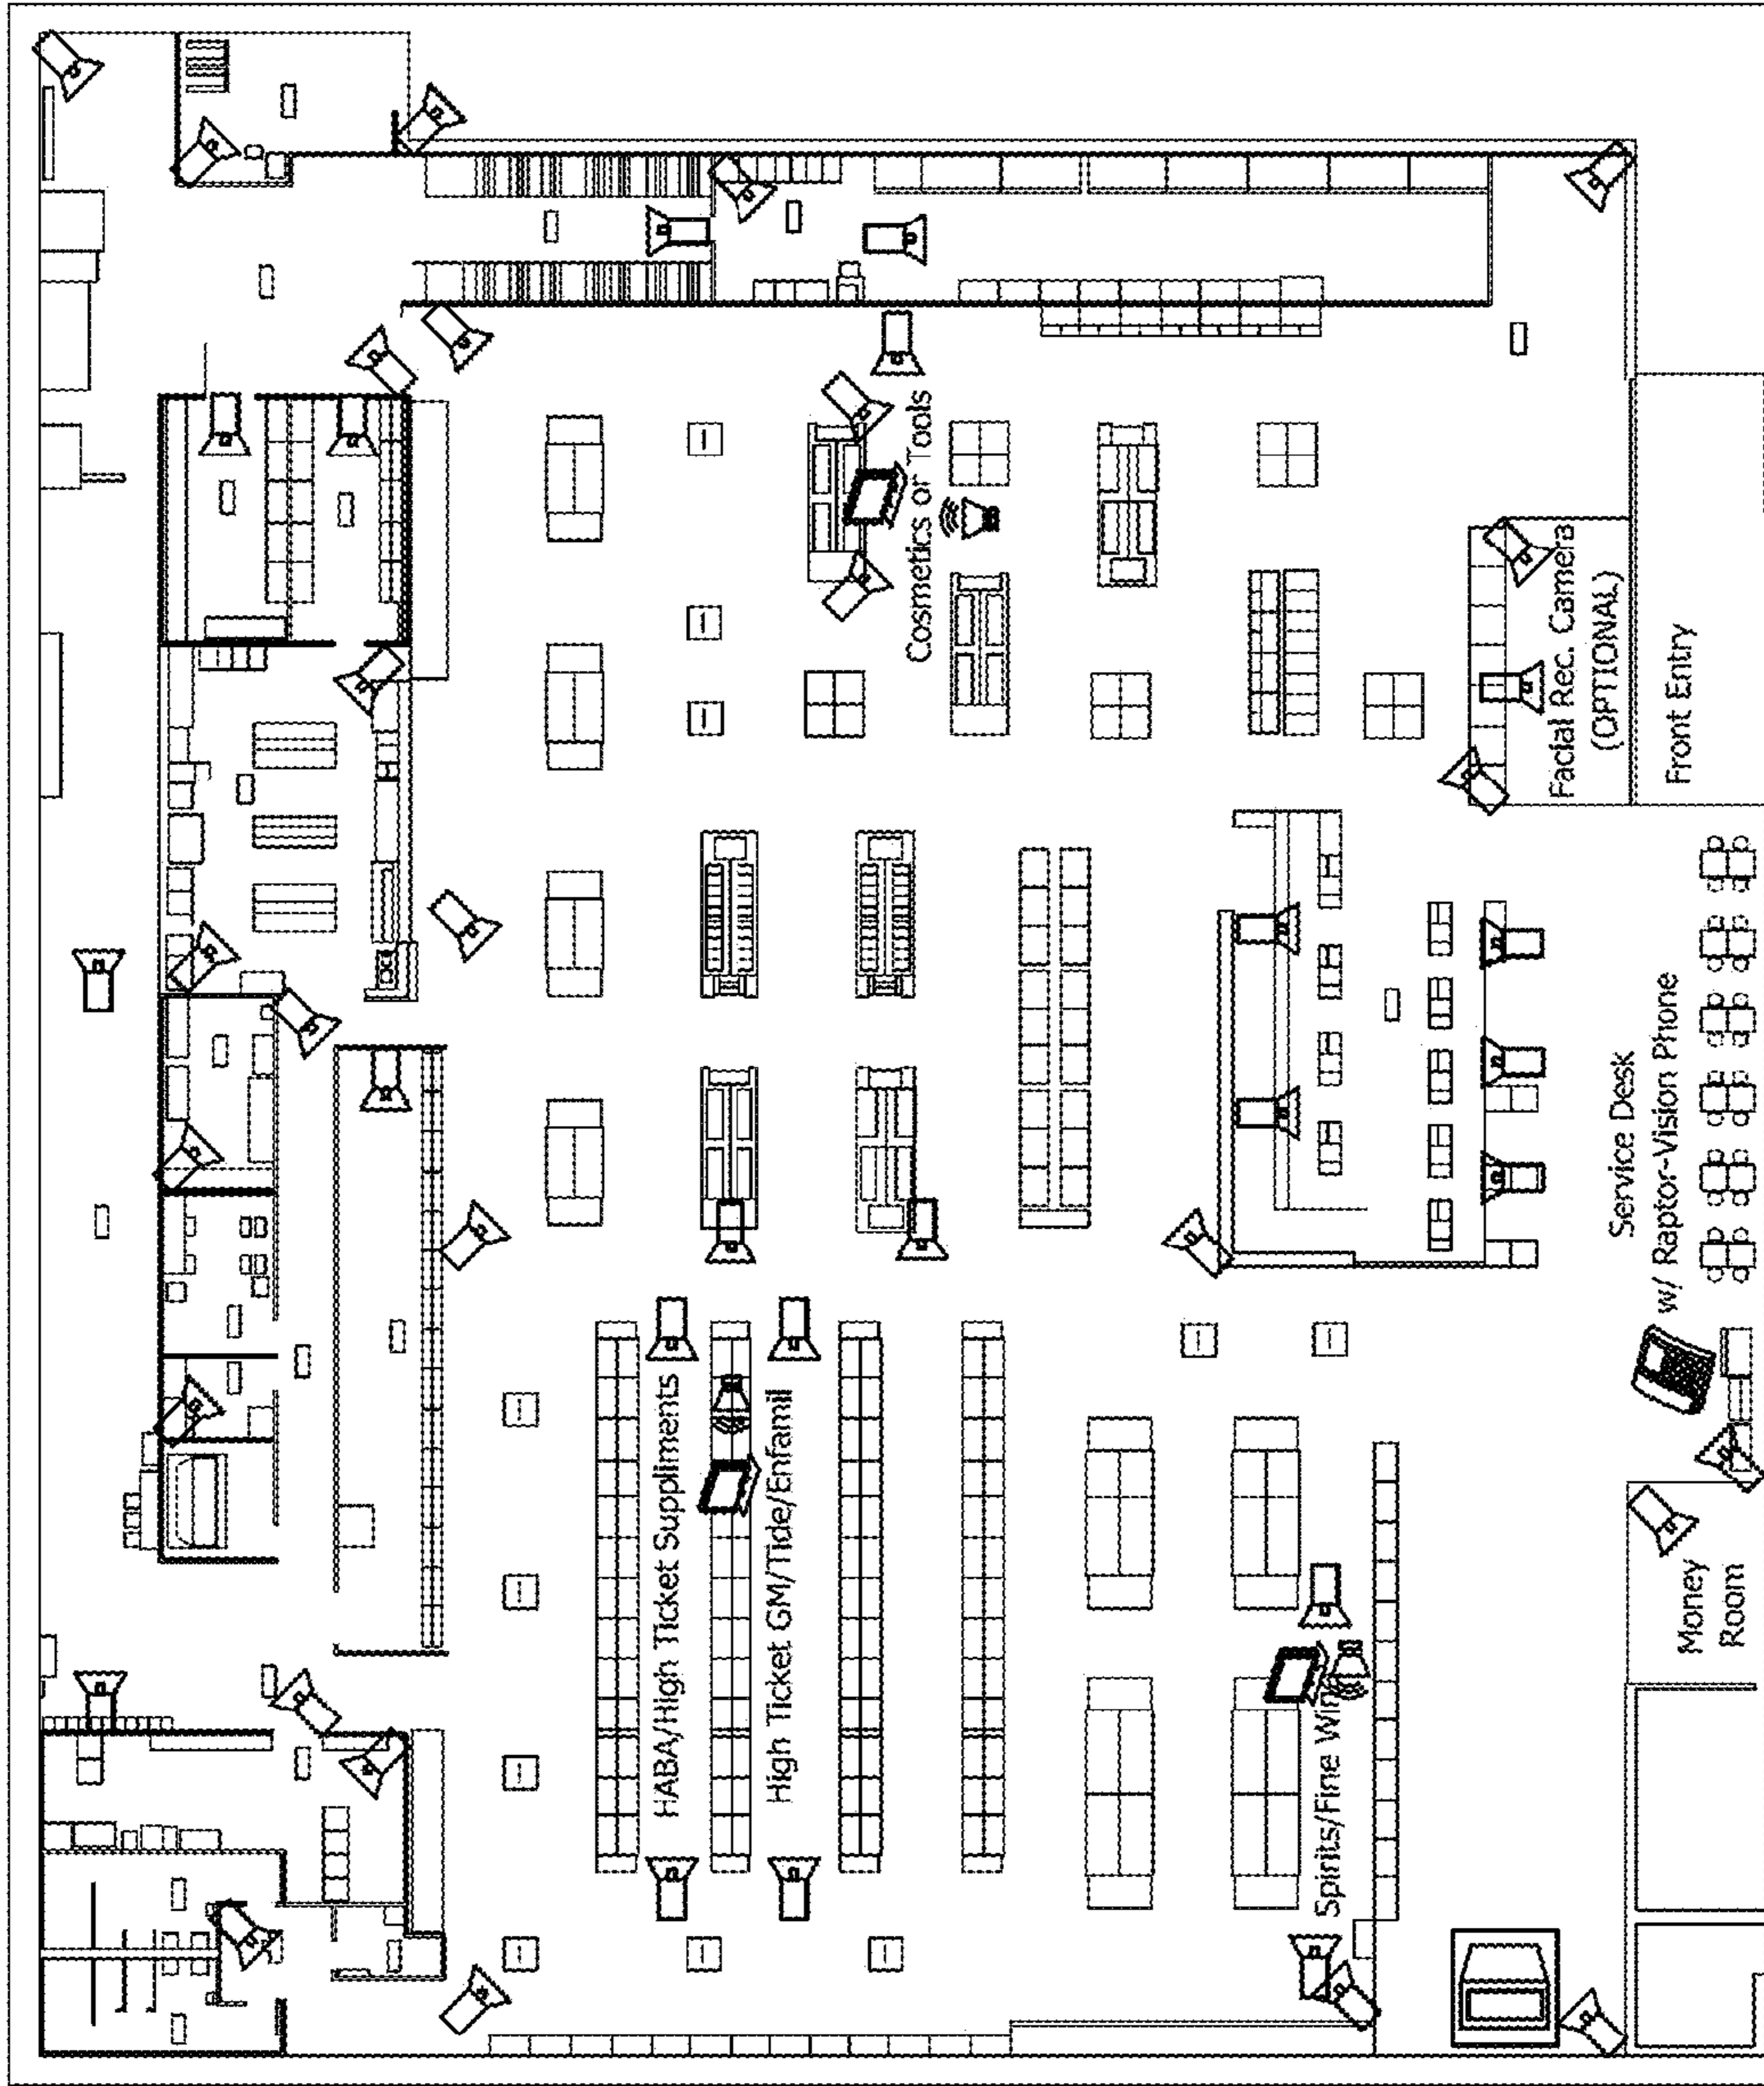 Cosmetics or Tools
Facial Rec. Camera
(OPTIONAL)
Front Entry
Service Desk
w/ Raptor-Vision Phone
HABA/High Ticket Suppliments
High Ticket GM/Tide/Enfamil
Spirits/Fine Wine
Money
Room